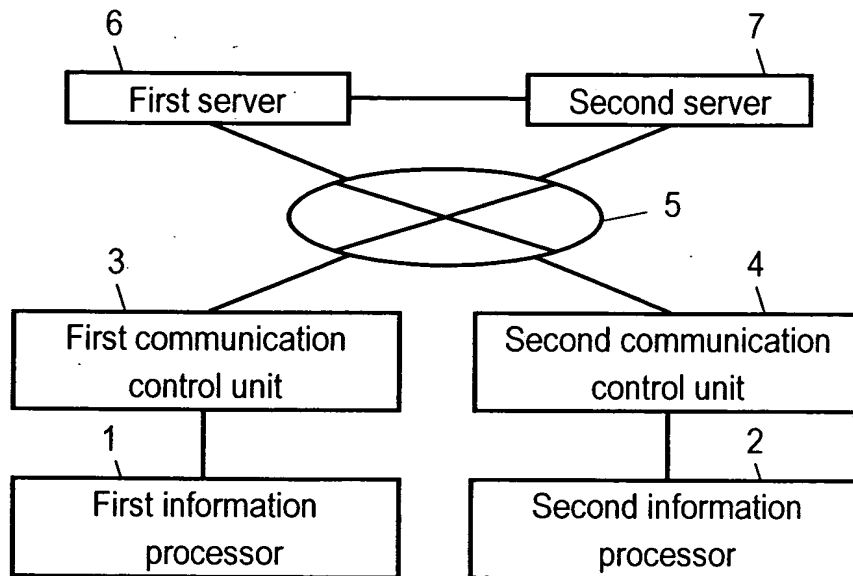 6
7
First server
Second server
5
3
4
First communication
control unit
Second communication
control unit
1
2
First information
processor
Second information
processor